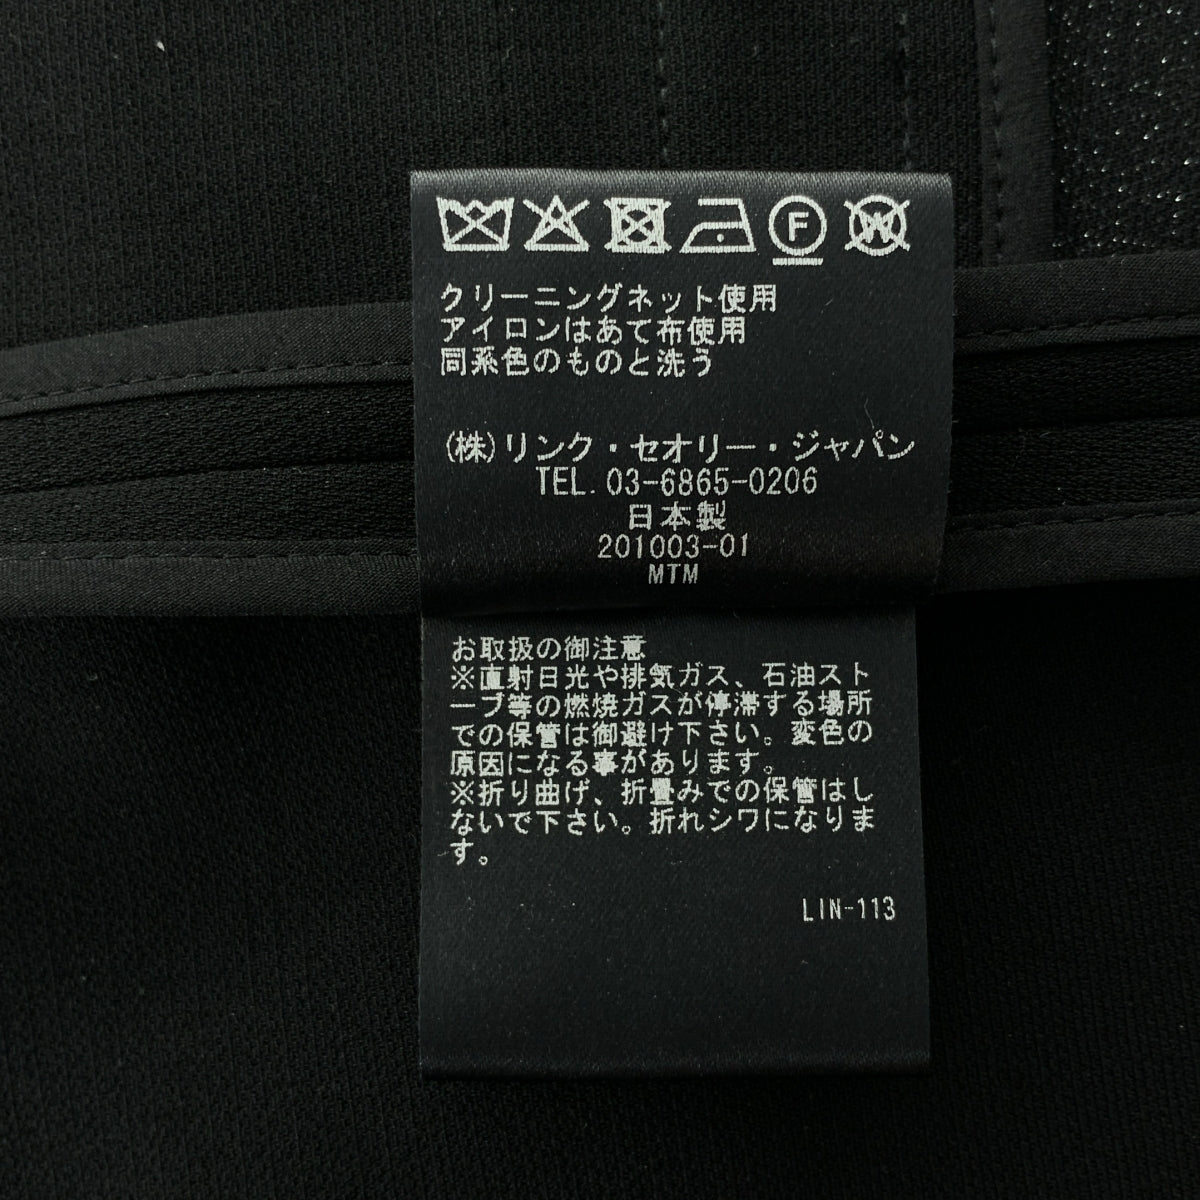 F W
クリーニングネット使用
アイロンはあて布使用
同系色のものと洗う
(株)リンク・セオリー・ジャパン
TEL.03-6865-0206
日本製
201003-01
MTM
お取扱の御注意
※直射日光や排気ガス、石油スト
ーブ等の燃焼ガスが停滞する場所
での保管は御避け下さい。変色の
原因になる事があります。
※折り曲げ、折畳みでの保管はし
ないで下さい。折れシワになりま
す。
LIN-113